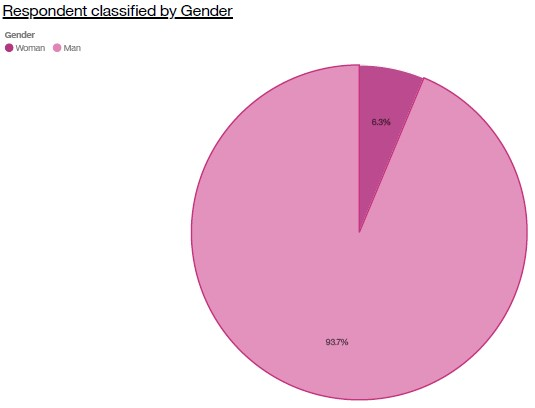 Respondent classified by Gender
Gender
Woman Man
6.3%
93.7%